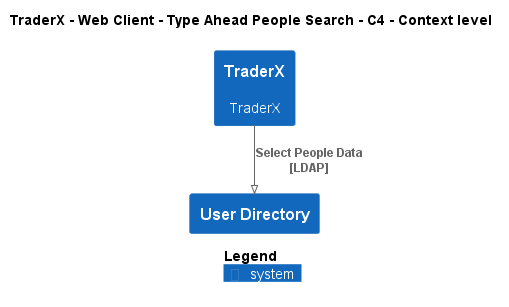 TraderX - Web Client - Type Ahead People Search - C4 - Context level
TraderX
TraderX
Select People Data
[LDAP]
User Directory
Legend
system